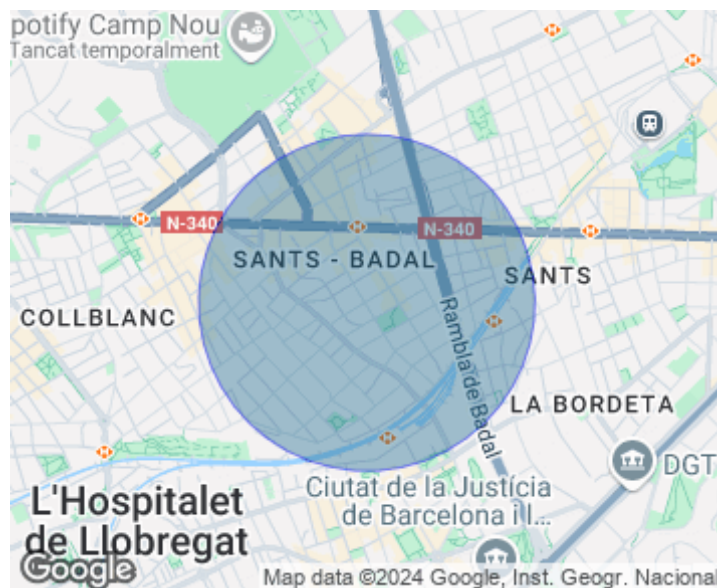 potify Camp Nou
Tancat temporalment
N-340
N-340
SANTS - BADAL
SANTS
COLLBLANC
Rambla de Badal
LA BORDETA
DGT
Ciutat de la Justícia
de Barcelona i l...
L'Hospitalet
de Llobregat
Google
Map data ©2024 Google, Inst. Geogr. Nacional